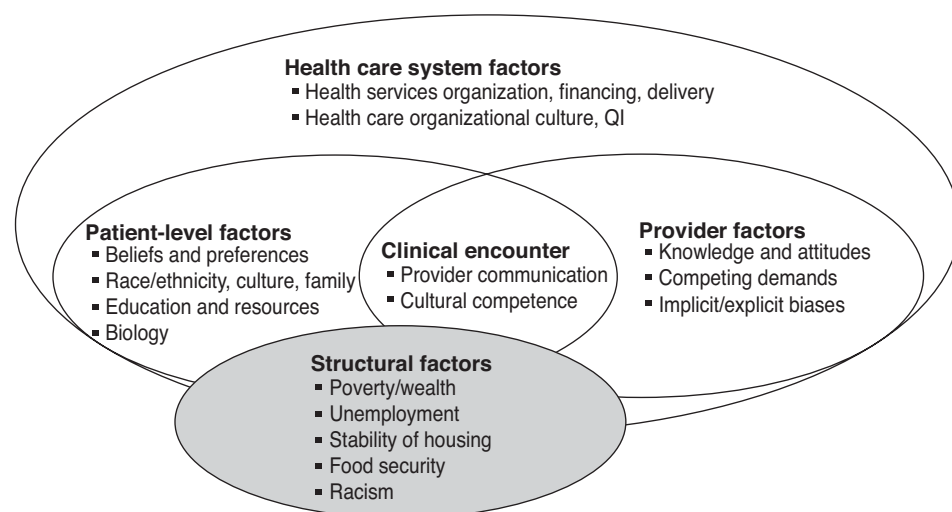 Health care system factors
▪ Health services organization, financing, delivery
▪ Health care organizational culture, QI
Patient-level factors
▪ Beliefs and preferences
▪ Race/ethnicity, culture, family
▪ Education and resources
▪ Biology
Clinical encounter
▪ Provider communication
▪ Cultural competence
Provider factors
▪ Knowledge and attitudes
▪ Competing demands
▪ Implicit/explicit biases
Structural factors
▪ Poverty/wealth
▪ Unemployment
▪ Stability of housing
▪ Food security
▪ Racism